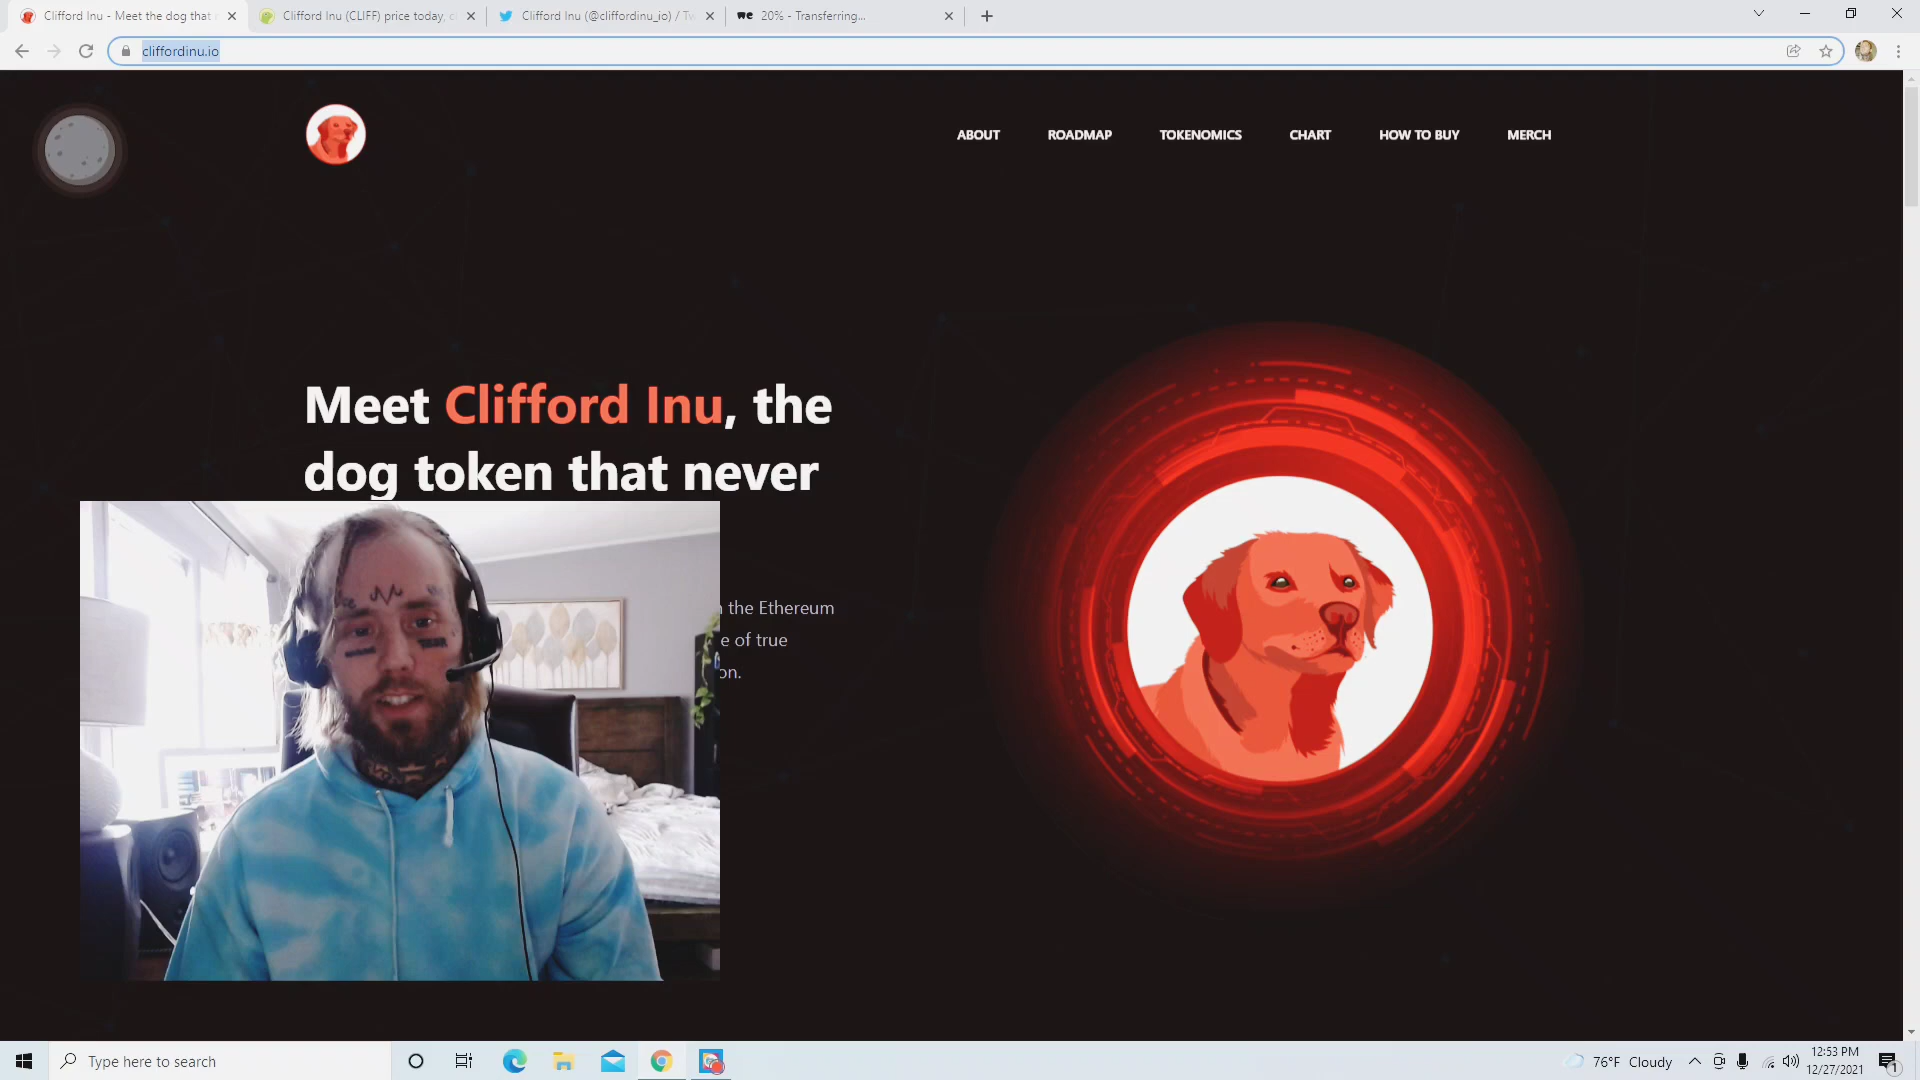 Clifford Inu - Meet the dog that
Clifford Inu (CLIFF) price today, c
Clifford Inu (@cliffordinu_io) / Tw
we 20% - Transferring...
cliffordinu.io
ABOUT ROADMAP TOKENOMICS CHART HOW TO BUY MERCH
Meet Clifford Inu, the
dog token that never
the Ethereum
e of true
on.
Type here to search
76°F Cloudy
12:53 PM
12/27/2021
1